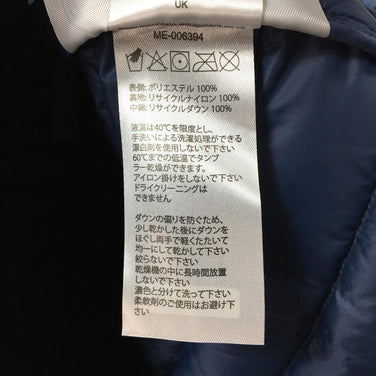 UK
ME-006394
表側: ポリエステル 100%
裏地: リサイクルナイロン 100%
中綿: リサイクルダウン 100%
液温は40℃を限度とし、
手洗いによる洗濯処理ができる
漂白剤を使用しないで下さい
60℃までの低温でタンブ
ラー乾燥ができます
アイロン掛けをしないで下さい
ドライクリーニングは
できません
ダウンの偏りを防ぐため、
少し乾かした後にダウンを
ほぐし両手で軽くたたいて
均一にして乾かして下さい
絞らないで下さい
乾燥機の中に長時間放置
しないで下さい
濃色と分けて洗って下さい
柔軟剤のご使用はお避け
下さい